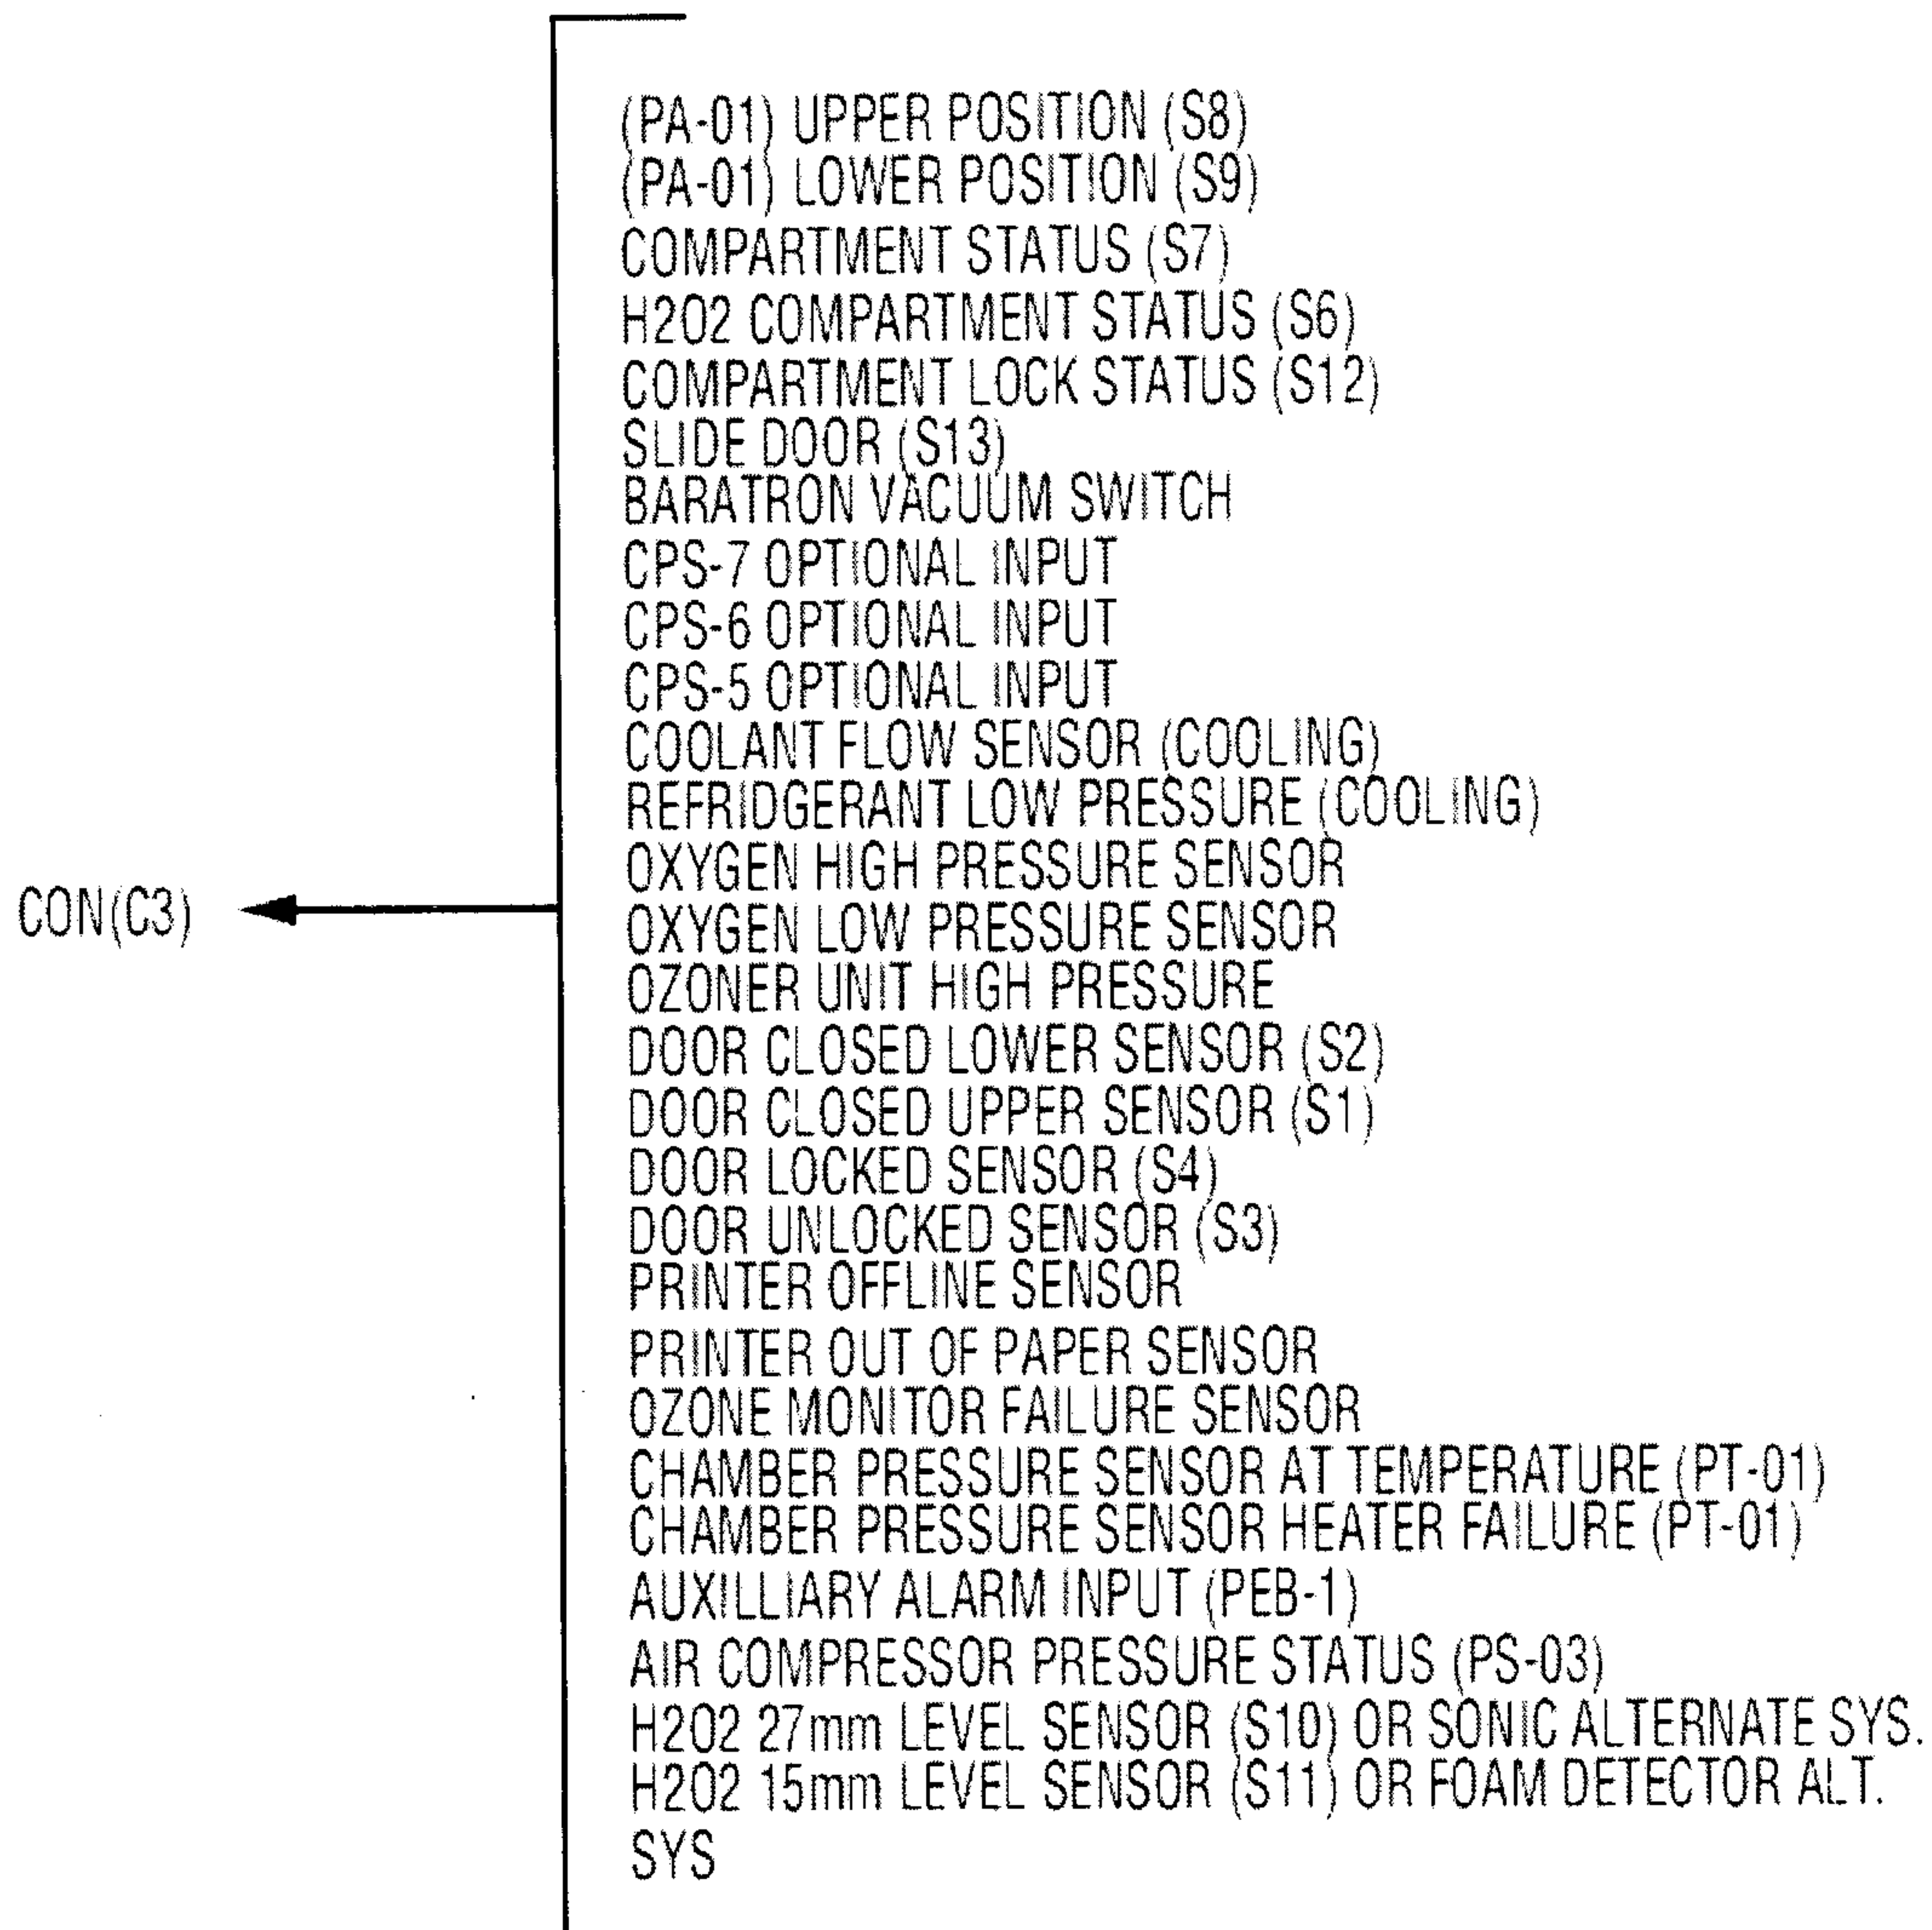 (PA-01) UPPER POSITION (S8)
(PA-01) LOWER POSITION (S9)
COMPARTMENT STATUS (S7)
H2O2 COMPARTMENT STATUS (S6)
COMPARTMENT LOCK STATUS (S12)
SLIDE DOOR (S13)
BARATRON VACUUM SWITCH
CPS-7 OPTIONAL INPUT
CPS-6 OPTIONAL INPUT
CPS-5 OPTIONAL INPUT
COOLANT FLOW SENSOR (COOLING)
REFRIDGERANT LOW PRESSURE (COOLING)
OXYGEN HIGH PRESSURE SENSOR
CON(C3)
OXYGEN LOW PRESSURE SENSOR
OZONER UNIT HIGH PRESSURE
DOOR CLOSED LOWER SENSOR (S2)
DOOR CLOSED UPPER SENSOR (S1)
DOOR LOCKED SENSOR (S4)
DOOR UNLOCKED SENSOR (S3)
PRINTER OFFLINE SENSOR
PRINTER OUT OF PAPER SENSOR
OZONE MONITOR FAILURE SENSOR
CHAMBER PRESSURE SENSOR AT TEMPERATURE (PT-01)
CHAMBER PRESSURE SENSOR HEATER FAILURE (PT-01)
AUXILLIARY ALARM INPUT (PEB-1)
AIR COMPRESSOR PRESSURE STATUS (PS-03)
H2O2 27mm LEVEL SENSOR (S10) OR SONIC ALTERNATE SYS.
H2O2 15mm LEVEL SENSOR (S11) OR FOAM DETECTOR ALT.
SYS